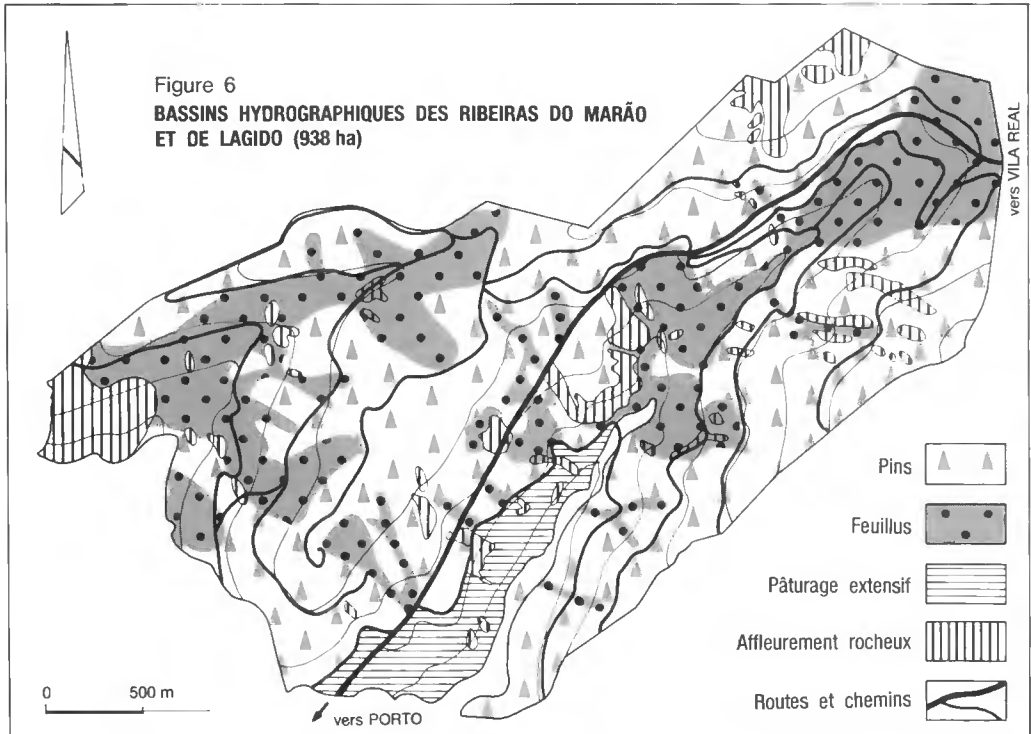 Figure 6
BASSINS HYDROGRAPHIQUES DES RIBEIRAS DO MARÃO
ET DE LAGIDO (938 ha)
vers VILA REAL
Pins
Feuillus
Pâturage extensif
Affleurement rocheux
Routes et chemins
0 500 m
vers PORTO